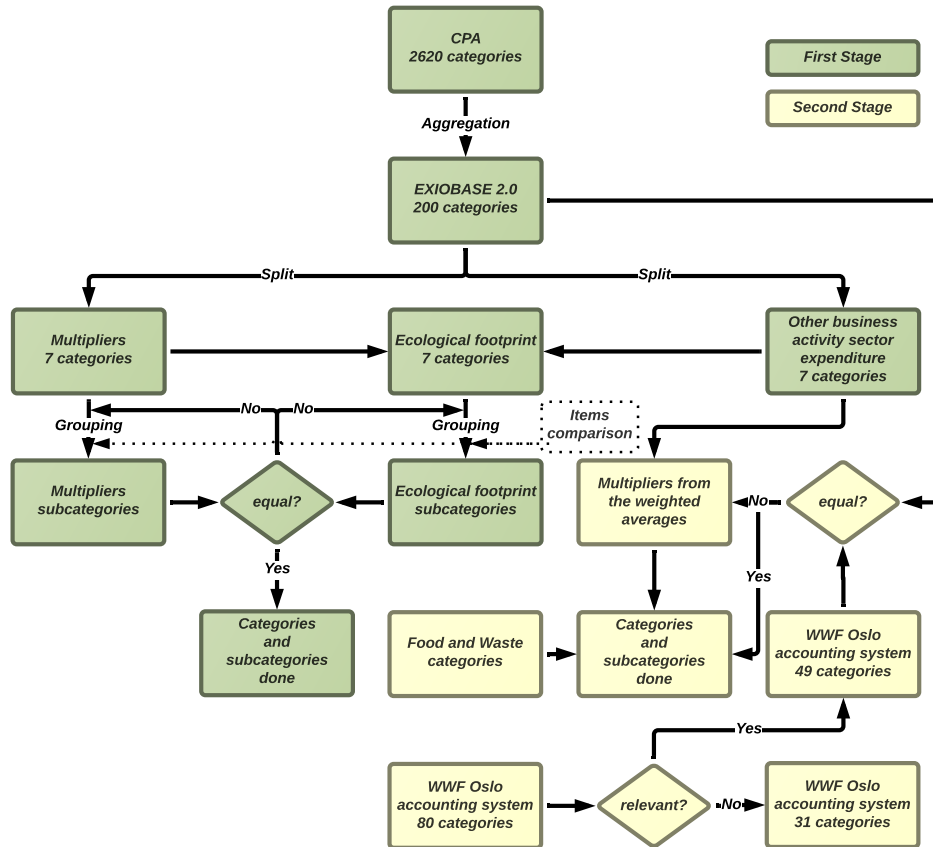 CPA
2620 categories
First Stage
Second Stage
Aggregation
EXIOBASE 2.0
200 categories
Split
Split
Multipliers
7 categories
Ecological footprint
7 categories
Other business
activity sector
expenditure
7 categories
No
No
Grouping
Grouping
Items
comparison
Multipliers
subcategories
equal?
Ecological footprint
subcategories
Multipliers from
the weighted
averages
No
equal?
Yes
Yes
Categories
and
subcategories
done
Food and Waste
categories
Categories
and
subcategories
done
WWF Oslo
accounting system
49 categories
Yes
WWF Oslo
accounting system
80 categories
relevant?
No
WWF Oslo
accounting system
31 categories